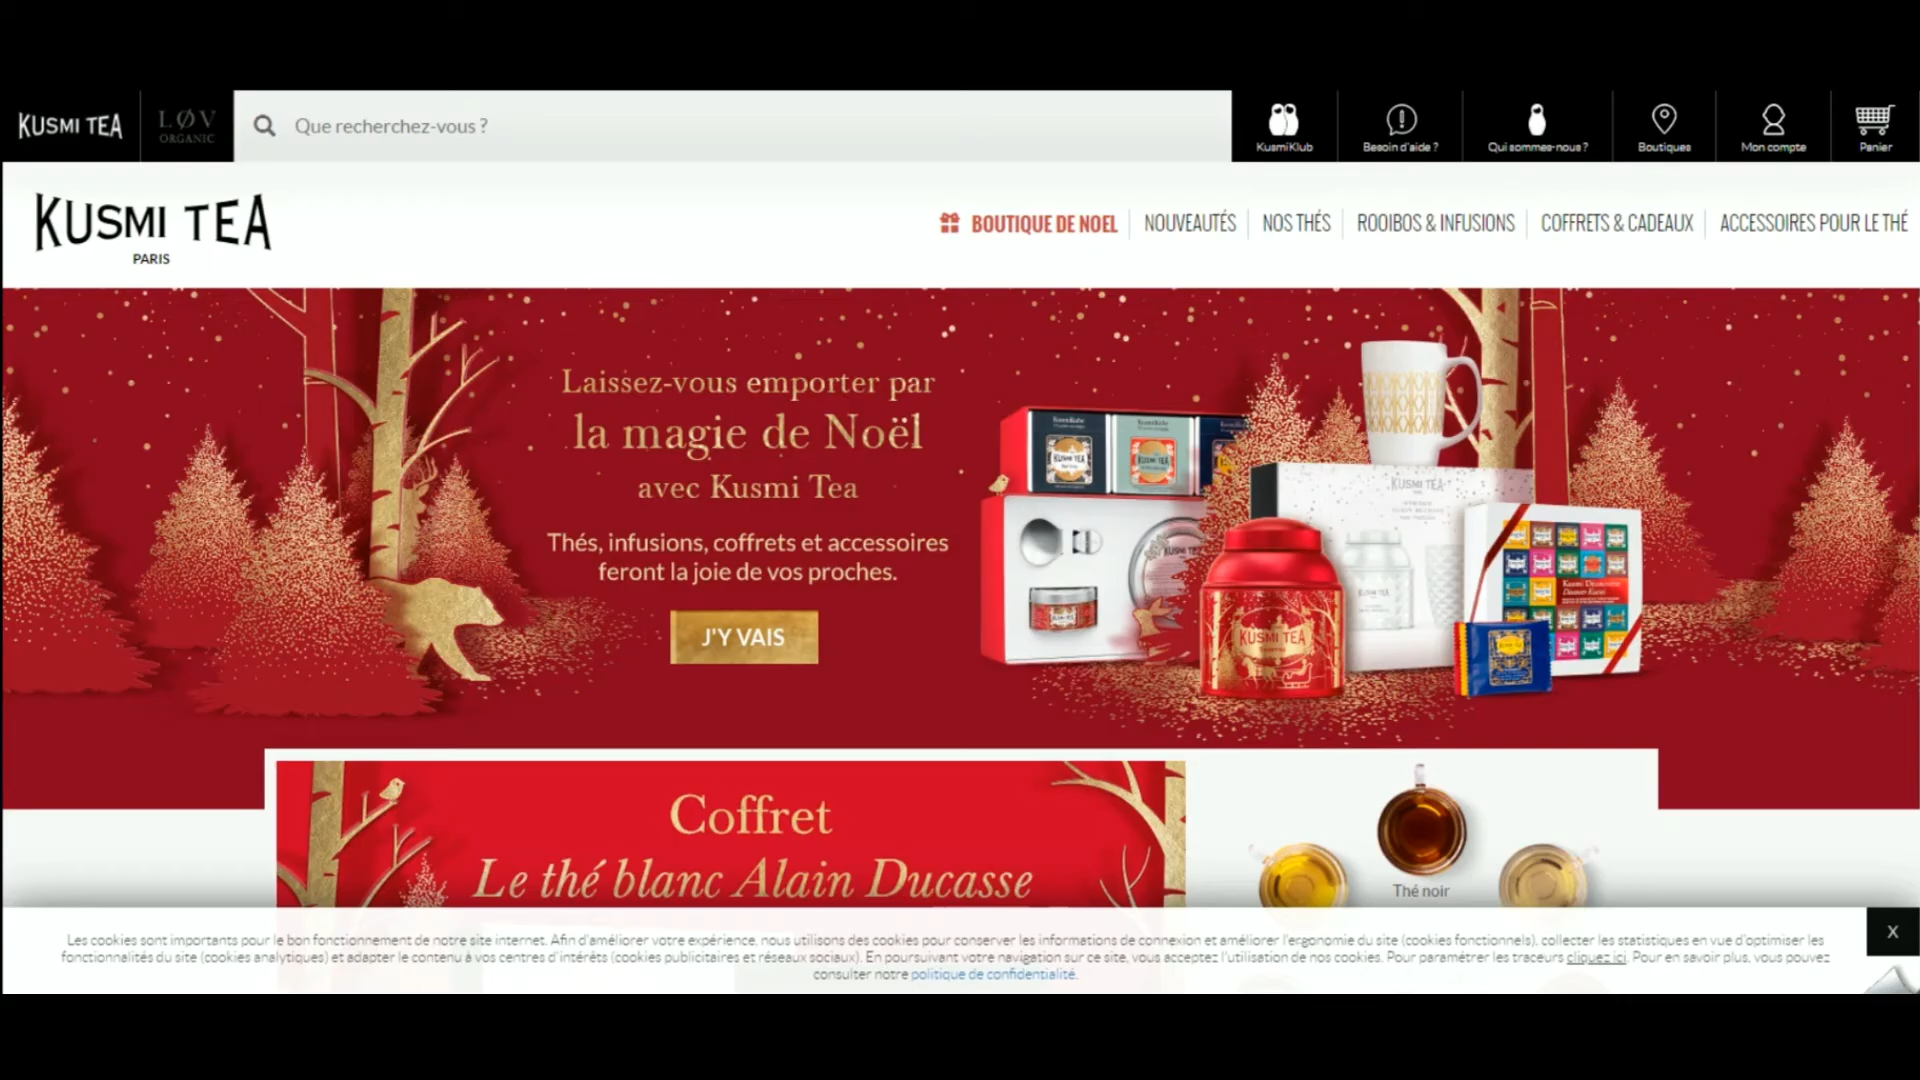 KUSMI TEA
LØV
ORGANIC
Que recherchez-vous ?
KusmiKlub
Besoin d'aide ?
Qui sommes-nous ?
Boutiques
Mon compte
Panier
KUSMI TEA
PARIS
BOUTIQUE DE NOEL
NOUVEAUTÉS
NOS THÉS
ROOIBOS & INFUSIONS
COFFRETS & CADEAUX
ACCESSOIRES POUR LE THÉ
Laissez-vous emporter par
la magie de Noël
avec Kusmi Tea
Thés, infusions, coffrets et accessoires
feront la joie de vos proches.
J'Y VAIS
KUSMI TEA
KUSMI TEA
KUSMI TEA
KUSMI TEA
Coffret
Le thé blanc Alain Ducasse
Thé noir
Les cookies sont importants pour le bon fonctionnement de notre site internet. Afin d'améliorer votre expérience, nous utilisons des cookies pour conserver les informations de connexion et améliorer l'ergonomie du site (cookies fonctionnels), collecter les statistiques en vue d'optimiser les
fonctionnalités du site (cookies analytiques) et adapter le contenu à vos centres d'intérêts (cookies publicitaires et réseaux sociaux). En poursuivant votre navigation sur ce site, vous acceptez l'utilisation de nos cookies. Pour paramétrer les traceurs cliquez ici. Pour en savoir plus, vous pouvez
consulter notre politique de confidentialité.
X